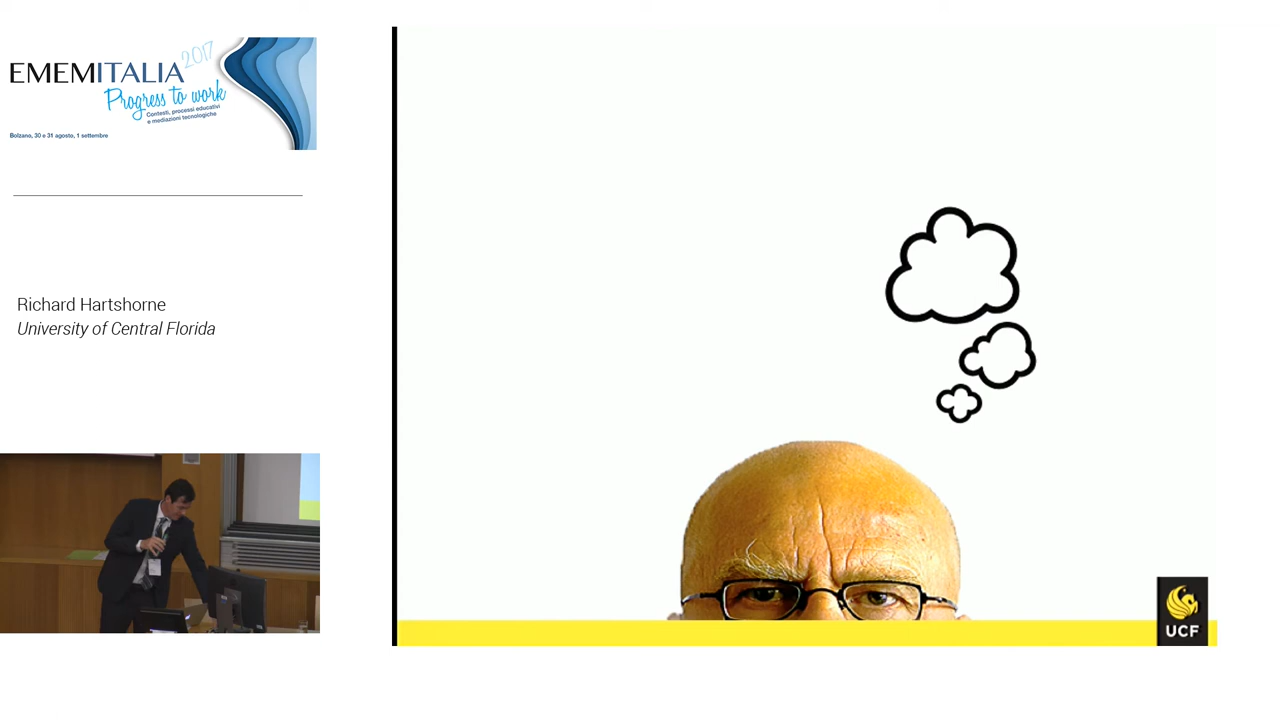 EMEMITALIA 2017
Progress to work
Contesti, processi educativi
e mediazioni tecnologiche
Bolzano, 30 e 31 agosto, 1 settembre
Richard Hartshorne
University of Central Florida
UCF